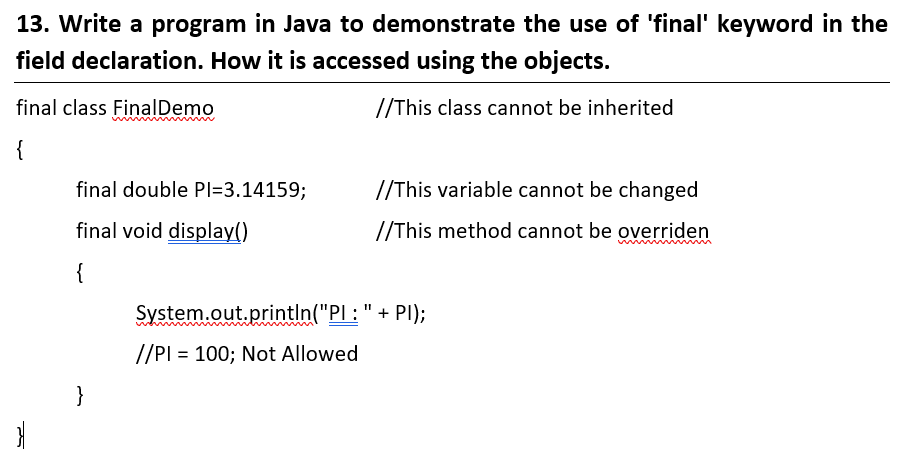 13. Write a program in Java to demonstrate the use of 'final' keyword in the
field declaration. How it is accessed using the objects.
final class FinalDemo //This class cannot be inherited
{
final double PI=3.14159; //This variable cannot be changed
final void display() //This method cannot be overriden
{
System.out.println("PI : " + PI);
//PI = 100; Not Allowed
}
}